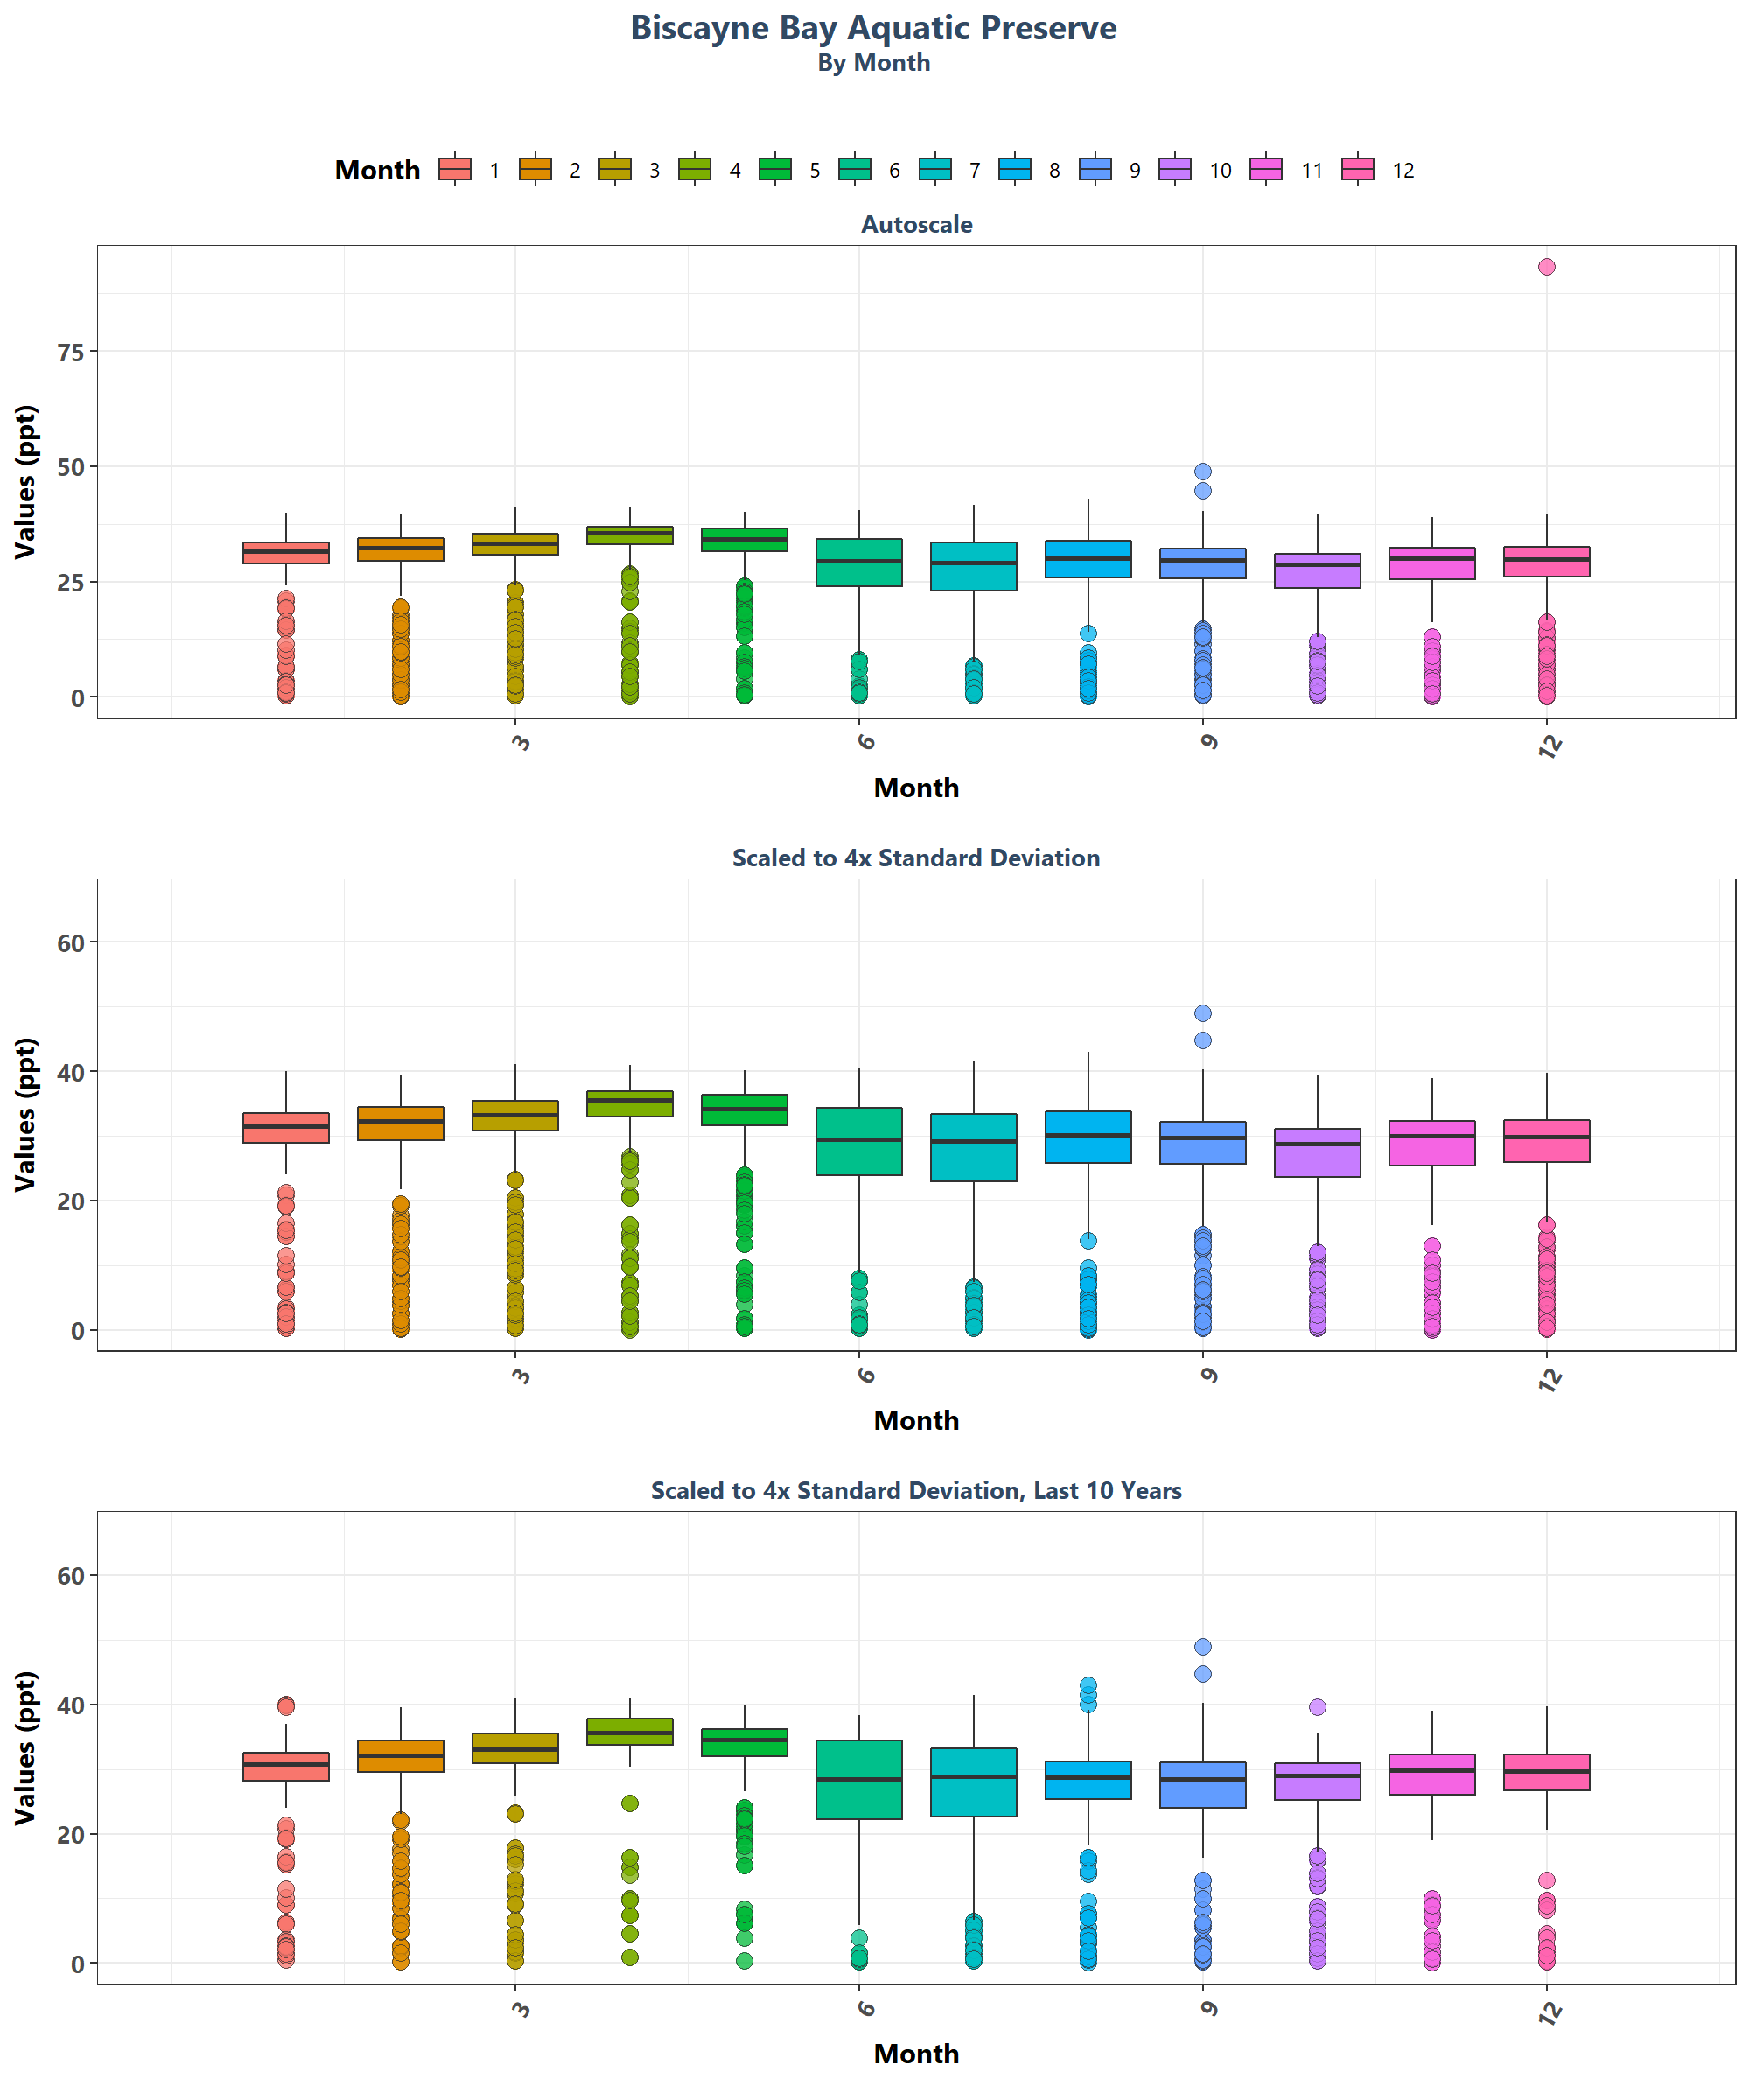 Biscayne Bay Aquatic Preserve
By Month
Month 1 2 3 4 5 6 7 8 9 10 11 12
Autoscale
Values (ppt)
75
50
25
0
3 6 9 12
Month
Scaled to 4x Standard Deviation
Values (ppt)
60
40
20
0
3 6 9 12
Month
Scaled to 4x Standard Deviation, Last 10 Years
Values (ppt)
60
40
20
0
3 6 9 12
Month